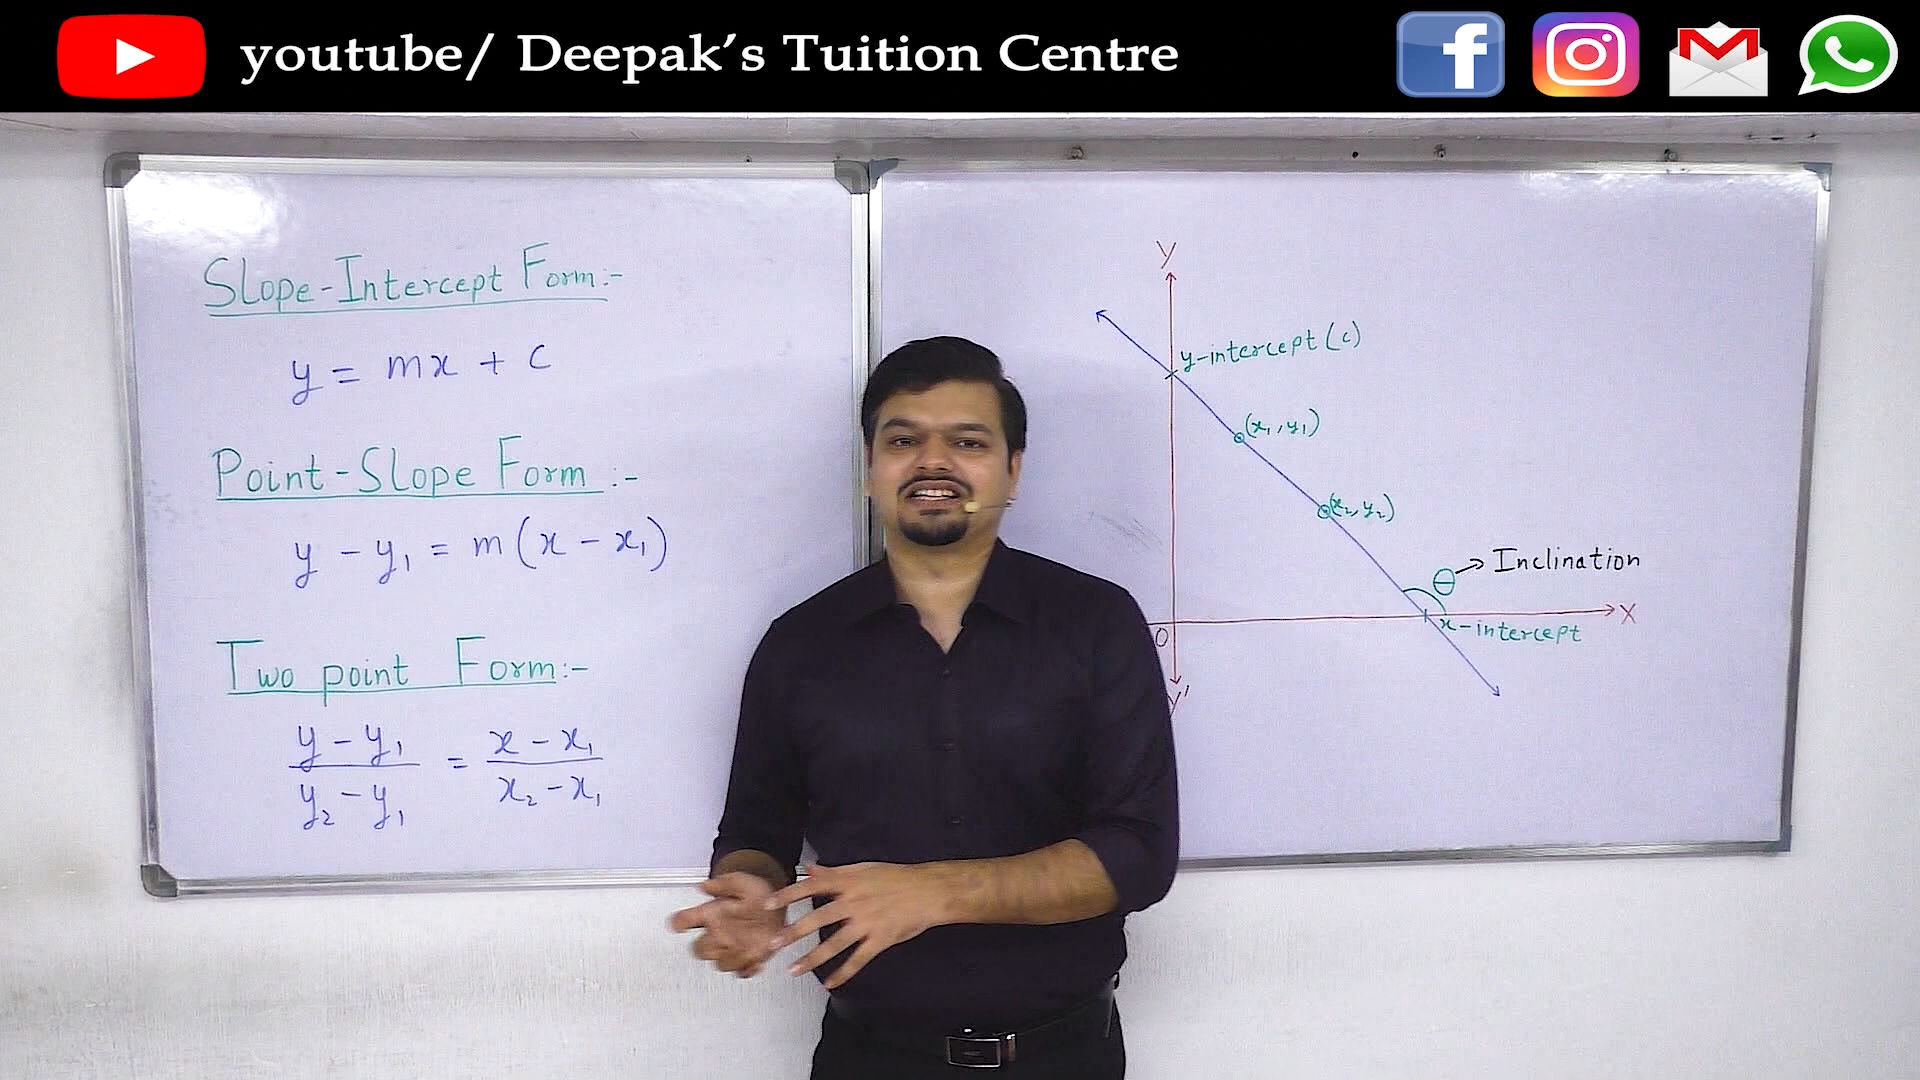 youtube/ Deepak’s Tuition Centre
Slope-Intercept Form:-
y = mx + c
Point-Slope Form :-
y - y₁ = m (x - x₁)
Two point Form:-
y - y₁ / y₂ - y₁ = x - x₁ / x₂ - x₁
Y
y-intercept (c)
(x₁, y₁)
(x₂, y₂)
θ → Inclination
X
x-intercept
O
Y'